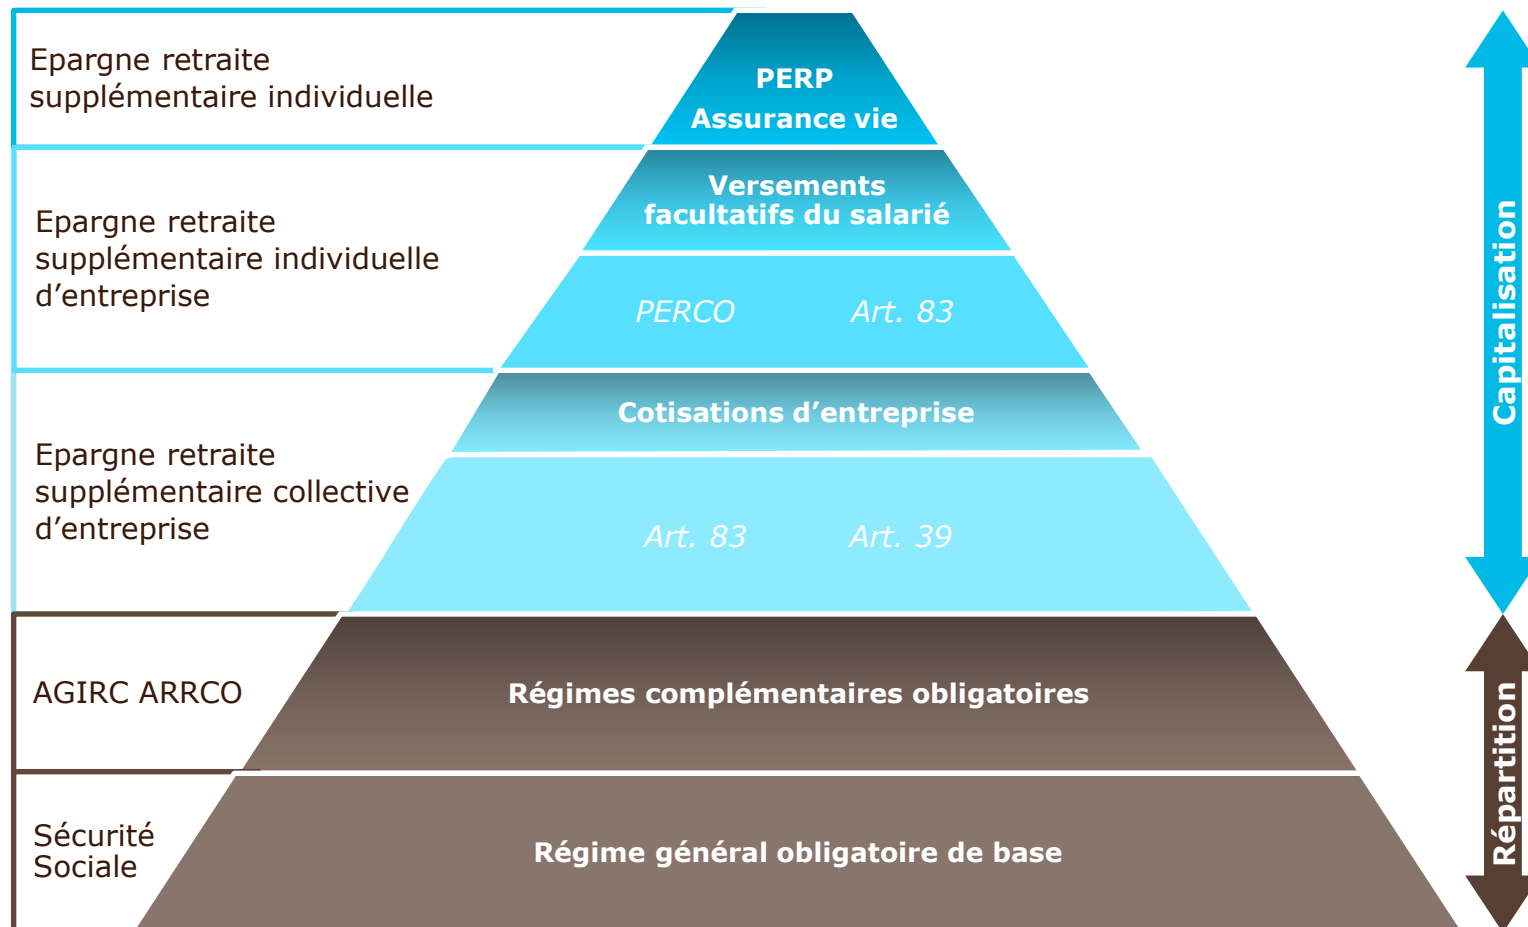 Epargne retraite
supplémentaire individuelle
PERP
Assurance vie
Epargne retraite
supplémentaire individuelle
d’entreprise
Versements
facultatifs du salarié
PERCO Art. 83
Epargne retraite
supplémentaire collective
d’entreprise
Cotisations d’entreprise
Art. 83 Art. 39
AGIRC ARRCO
Régimes complémentaires obligatoires
Sécurité
Sociale
Régime général obligatoire de base
Capitalisation
Répartition